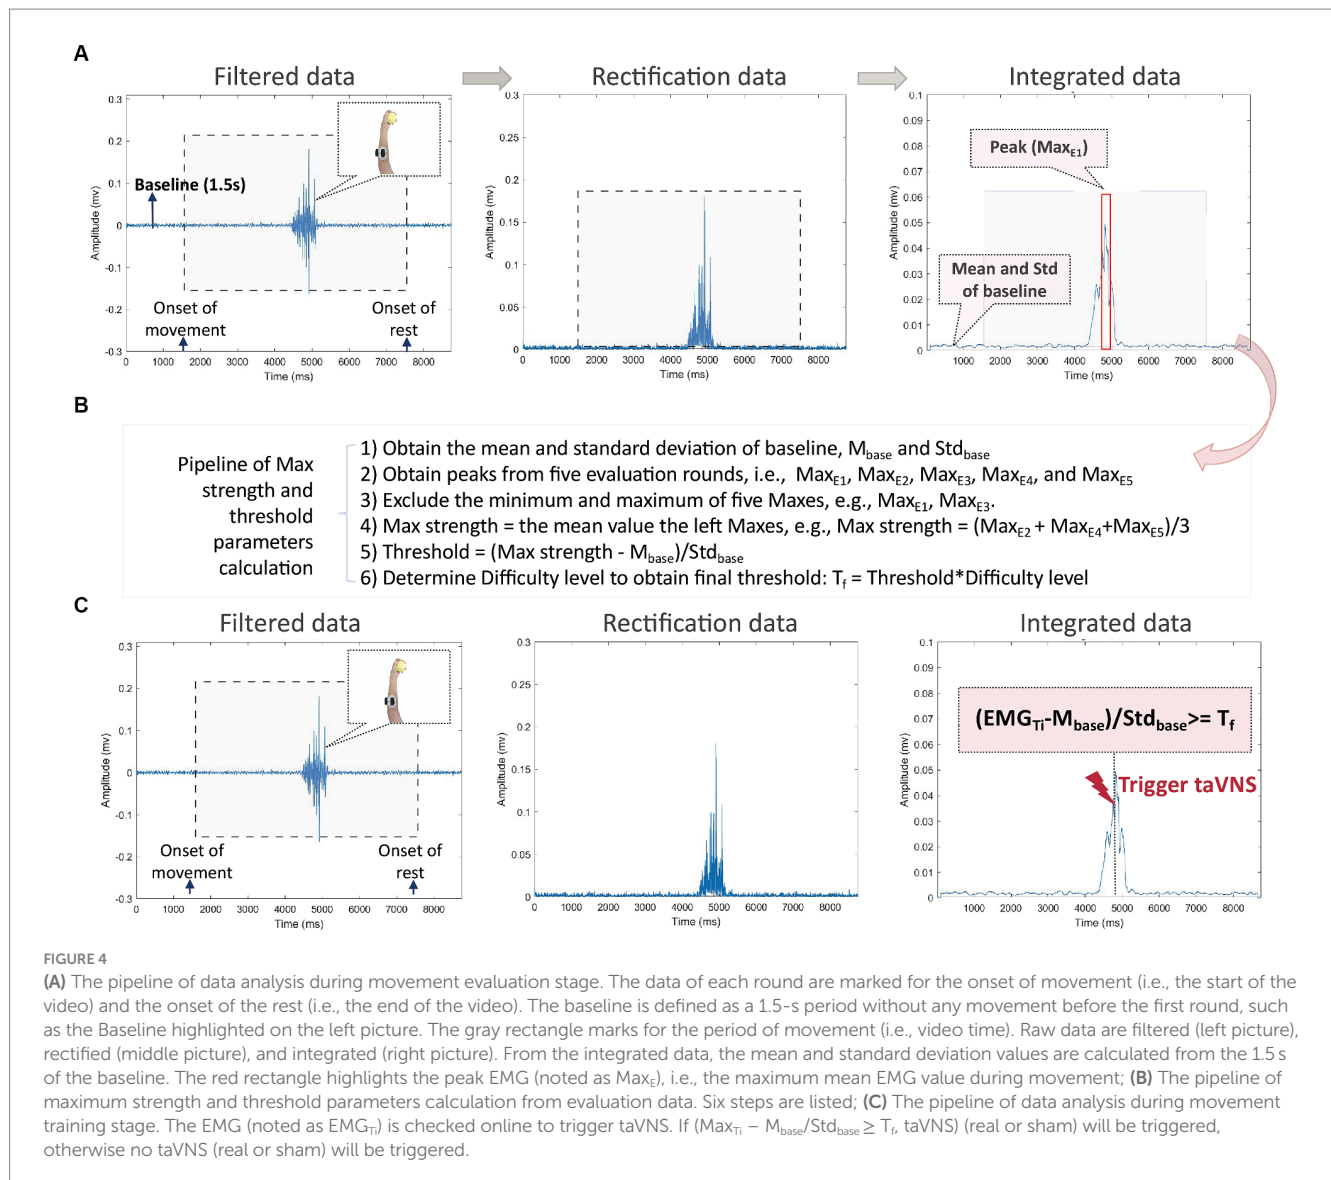 A
Filtered data
Rectification data
Integrated data
0.3
0.2
0.1
0
-0.1
-0.2
-0.3
Amplitude (mv)
Baseline (1.5s)
Onset of
movement
Onset of
rest
0 1000 2000 3000 4000 5000 6000 7000 8000
Time (ms)
0.3
0.25
0.2
0.15
0.1
0.05
0
Amplitude (mv)
0 1000 2000 3000 4000 5000 6000 7000 8000
Time (ms)
0.1
0.09
0.08
0.07
0.06
0.05
0.04
0.03
0.02
0.01
0
Amplitude (mv)
Peak (MaxE1)
Mean and Std
of baseline
1000 2000 3000 4000 5000 6000 7000 8000
Time (ms)
B
Pipeline of Max
strength and
threshold
parameters
calculation
1) Obtain the mean and standard deviation of baseline, Mbase and Stdbase
2) Obtain peaks from five evaluation rounds, i.e., MaxE1, MaxE2, MaxE3, MaxE4, and MaxE5
3) Exclude the minimum and maximum of five Maxes, e.g., MaxE1, MaxE3.
4) Max strength = the mean value the left Maxes, e.g., Max strength = (MaxE2 + MaxE4+MaxE5)/3
5) Threshold = (Max strength - Mbase)/Stdbase
6) Determine Difficulty level to obtain final threshold: Tf = Threshold*Difficulty level
C
Filtered data
Rectification data
Integrated data
0.3
0.2
0.1
0
-0.1
-0.2
-0.3
Amplitude (mv)
Onset of
movement
Onset of
rest
0 1000 2000 3000 4000 5000 6000 7000 8000
Time (ms)
0.3
0.25
0.2
0.15
0.1
0.05
0
Amplitude (mv)
0 1000 2000 3000 4000 5000 6000 7000 8000
Time (ms)
0.1
0.09
0.08
0.07
0.06
0.05
0.04
0.03
0.02
0.01
0
Amplitude (mv)
(EMGTi-Mbase)/Stdbase>= Tf
Trigger taVNS
1000 2000 3000 4000 5000 6000 7000 8000
Time (ms)
FIGURE 4
(A) The pipeline of data analysis during movement evaluation stage. The data of each round are marked for the onset of movement (i.e., the start of the
video) and the onset of the rest (i.e., the end of the video). The baseline is defined as a 1.5-s period without any movement before the first round, such
as the Baseline highlighted on the left picture. The gray rectangle marks for the period of movement (i.e., video time). Raw data are filtered (left picture),
rectified (middle picture), and integrated (right picture). From the integrated data, the mean and standard deviation values are calculated from the 1.5 s
of the baseline. The red rectangle highlights the peak EMG (noted as MaxE), i.e., the maximum mean EMG value during movement; (B) The pipeline of
maximum strength and threshold parameters calculation from evaluation data. Six steps are listed; (C) The pipeline of data analysis during movement
training stage. The EMG (noted as EMGTi) is checked online to trigger taVNS. If (MaxTi − Mbase/Stdbase ≥ Tf, taVNS) (real or sham) will be triggered,
otherwise no taVNS (real or sham) will be triggered.